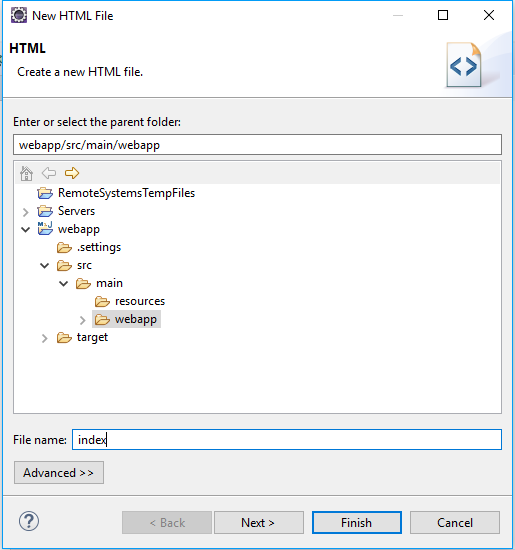 New HTML File
HTML
Create a new HTML file.
Enter or select the parent folder:
webapp/src/main/webapp
RemoteSystemsTempFiles
Servers
webapp
.settings
src
main
resources
webapp
target
File name: index
Advanced >>
? < Back Next > Finish Cancel